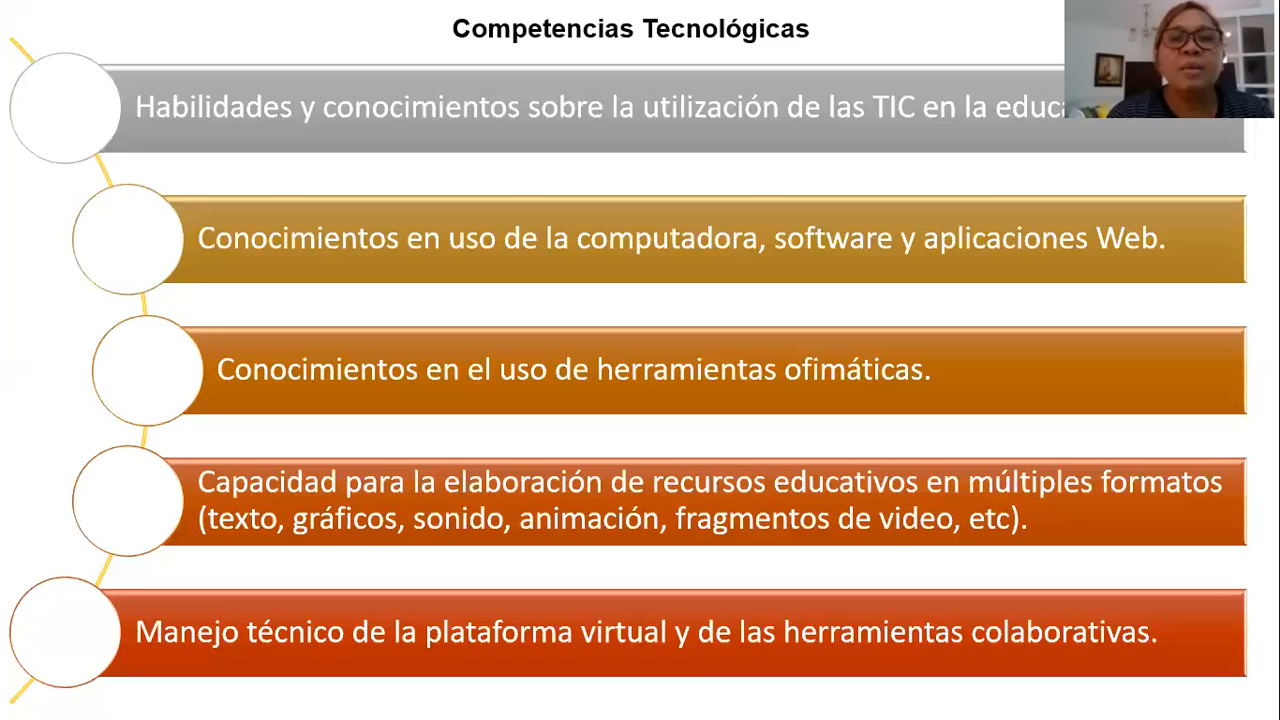 Competencias Tecnológicas
Habilidades y conocimientos sobre la utilización de las TIC en la
Conocimientos en uso de la computadora, software y aplicaciones Web.
Conocimientos en el uso de herramientas ofimáticas.
Capacidad para la elaboración de recursos educativos en múltiples formatos
(texto, gráficos, sonido, animación, fragmentos de video, etc).
Manejo técnico de la plataforma virtual y de las herramientas colaborativas.